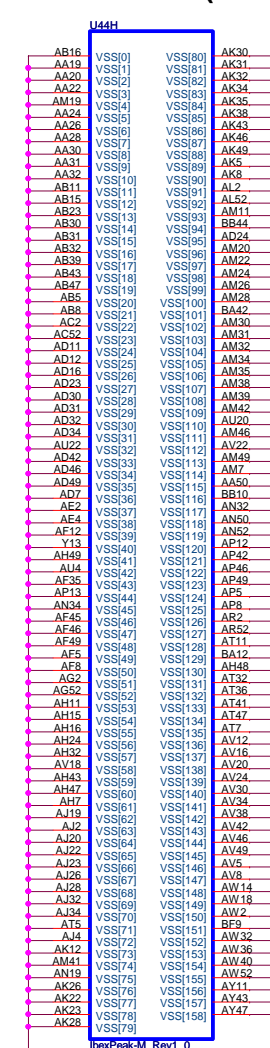 U44H
AB16 VSS[0] VSS[80] AK30
AA19 VSS[1] VSS[81] AK31
AA20 VSS[2] VSS[82] AK32
AA22 VSS[3] VSS[83] AK34
AM19 VSS[4] VSS[84] AK35
AA24 VSS[5] VSS[85] AK38
AA26 VSS[6] VSS[86] AK43
AA28 VSS[7] VSS[87] AK46
AA30 VSS[8] VSS[88] AK49
AA31 VSS[9] VSS[89] AK5
AA32 VSS[10] VSS[90] AK8
AB11 VSS[11] VSS[91] AL2
AB15 VSS[12] VSS[92] AL52
AB23 VSS[13] VSS[93] AM11
AB30 VSS[14] VSS[94] BB44
AB31 VSS[15] VSS[95] AD24
AB32 VSS[16] VSS[96] AM20
AB39 VSS[17] VSS[97] AM22
AB43 VSS[18] VSS[98] AM24
AB47 VSS[19] VSS[99] AM26
AB5 VSS[20] VSS[100] AM28
AB8 VSS[21] VSS[101] BA42
AC2 VSS[22] VSS[102] AM30
AC52 VSS[23] VSS[103] AM31
AD11 VSS[24] VSS[104] AM32
AD12 VSS[25] VSS[105] AM34
AD16 VSS[26] VSS[106] AM35
AD23 VSS[27] VSS[107] AM38
AD30 VSS[28] VSS[108] AM39
AD31 VSS[29] VSS[109] AM42
AD32 VSS[30] VSS[110] AU20
AD34 VSS[31] VSS[111] AM46
AU22 VSS[32] VSS[112] AV22
AD42 VSS[33] VSS[113] AM49
AD46 VSS[34] VSS[114] AM7
AD49 VSS[35] VSS[115] AA50
AD7 VSS[36] VSS[116] BB10
AE2 VSS[37] VSS[117] AN32
AE4 VSS[38] VSS[118] AN50
AF12 VSS[39] VSS[119] AN52
Y13 VSS[40] VSS[120] AP12
AH49 VSS[41] VSS[121] AP42
AU4 VSS[42] VSS[122] AP46
AF35 VSS[43] VSS[123] AP49
AP13 VSS[44] VSS[124] AP5
AN34 VSS[45] VSS[125] AP8
AF45 VSS[46] VSS[126] AR2
AF46 VSS[47] VSS[127] AR52
AF49 VSS[48] VSS[128] AT11
AF5 VSS[49] VSS[129] BA12
AF8 VSS[50] VSS[130] AH48
AG2 VSS[51] VSS[131] AT32
AG52 VSS[52] VSS[132] AT36
AH11 VSS[53] VSS[133] AT41
AH15 VSS[54] VSS[134] AT47
AH16 VSS[55] VSS[135] AT7
AH24 VSS[56] VSS[136] AV12
AH32 VSS[57] VSS[137] AV16
AV18 VSS[58] VSS[138] AV20
AH43 VSS[59] VSS[139] AV24
AH47 VSS[60] VSS[140] AV30
AH7 VSS[61] VSS[141] AV34
AJ19 VSS[62] VSS[142] AV38
AJ2 VSS[63] VSS[143] AV42
AJ20 VSS[64] VSS[144] AV46
AJ22 VSS[65] VSS[145] AV49
AJ23 VSS[66] VSS[146] AV5
AJ26 VSS[67] VSS[147] AV8
AJ28 VSS[68] VSS[148] AW14
AJ32 VSS[69] VSS[149] AW18
AJ34 VSS[70] VSS[150] AW2
AT5 VSS[71] VSS[151] BF9
AJ4 VSS[72] VSS[152] AW32
AK12 VSS[73] VSS[153] AW36
AM41 VSS[74] VSS[154] AW40
AN19 VSS[75] VSS[155] AW52
AK26 VSS[76] VSS[156] AY11
AK22 VSS[77] VSS[157] AY43
AK23 VSS[78] VSS[158] AY47
AK28 VSS[79]
IbexPeak-M_Rev1_0